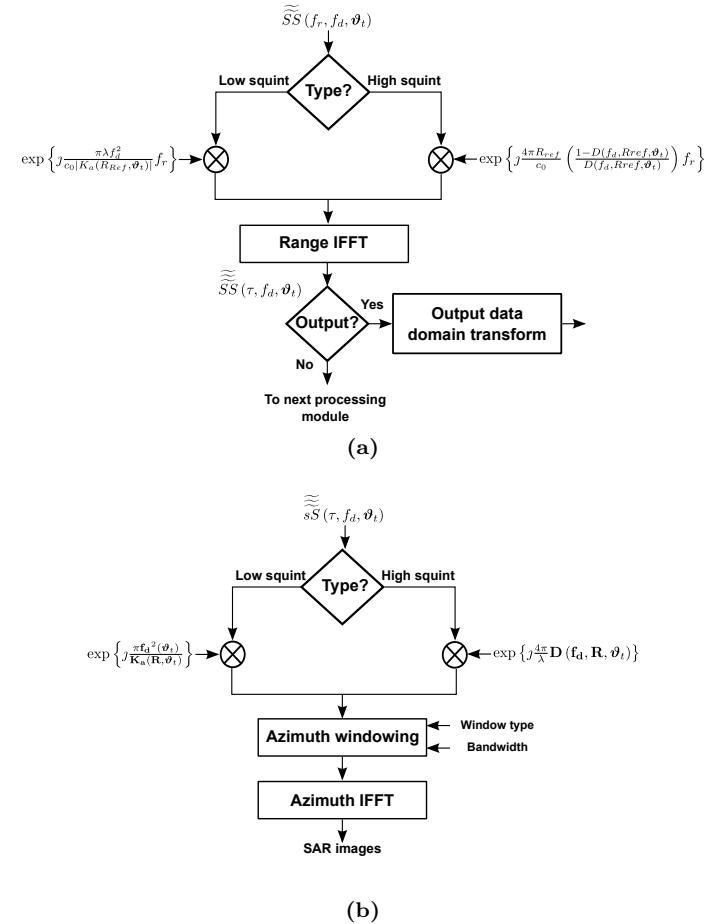 S̃̃S̃̃ (f_r, f_d, ϑ_t)
Low squint
High squint
Type?
exp { ȷ πλf_d^2 / c_0|K_a(R_Ref, ϑ_t)| f_r }
exp { ȷ 4πR_ref / c_0 ( 1−D(f_d,Rref,ϑ_t) / D(f_d,Rref,ϑ_t) ) f_r }
Range IFFT
S̃̃̃S̃̃̃ (τ, f_d, ϑ_t)
Yes
Output?
Output data
domain transform
No
To next processing
module
(a)
s̃̃̃S̃̃̃ (τ, f_d, ϑ_t)
Low squint
High squint
Type?
exp { ȷ πf_d^2(ϑ_t) / K_a(R,ϑ_t) }
exp { ȷ 4π / λ D (f_d, R, ϑ_t) }
Window type
Azimuth windowing
Bandwidth
Azimuth IFFT
SAR images
(b)